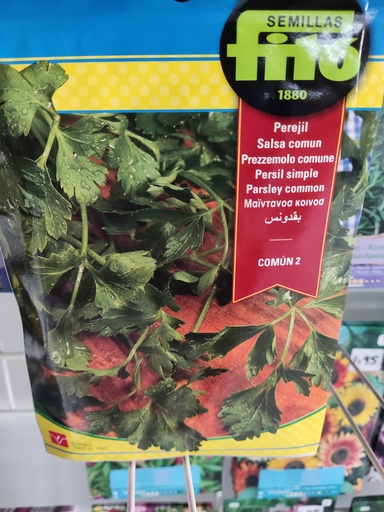 SEMILLAS
fitó
1880
Perejil
Salsa comun
Prezzemolo comune
Persil simple
Parsley common
Μαϊντανοσ κοινοσ
بقدونس
COMÚN 2